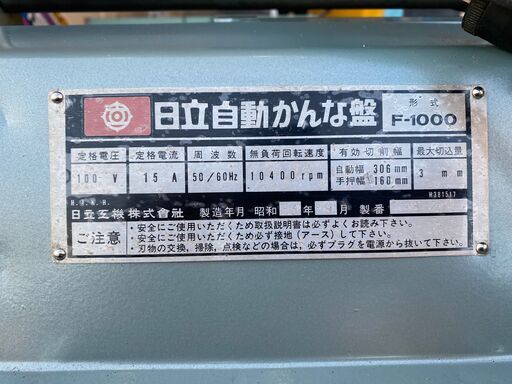 日立自動かんな盤
形式
F-1000
定格電圧 定格電流 周波数 無負荷回転速度 有効切削幅 最大切込量
100 V 15 A 50/60Hz 10400rpm 自動幅 306mm 3 mm
手押幅 160mm
H.I.K.K. M381517
日立工機株式會社 製造年月 昭和 年 月 製番
ご注意
・安全にご使用いただくため取扱説明書は必ずよくお読み下さい。
・安全にご使用いただくため必ず接地(アース)して下さい。
・刃物の交換,掃除,点検などの場合は,必ずプラグを電源から抜いて下さい。